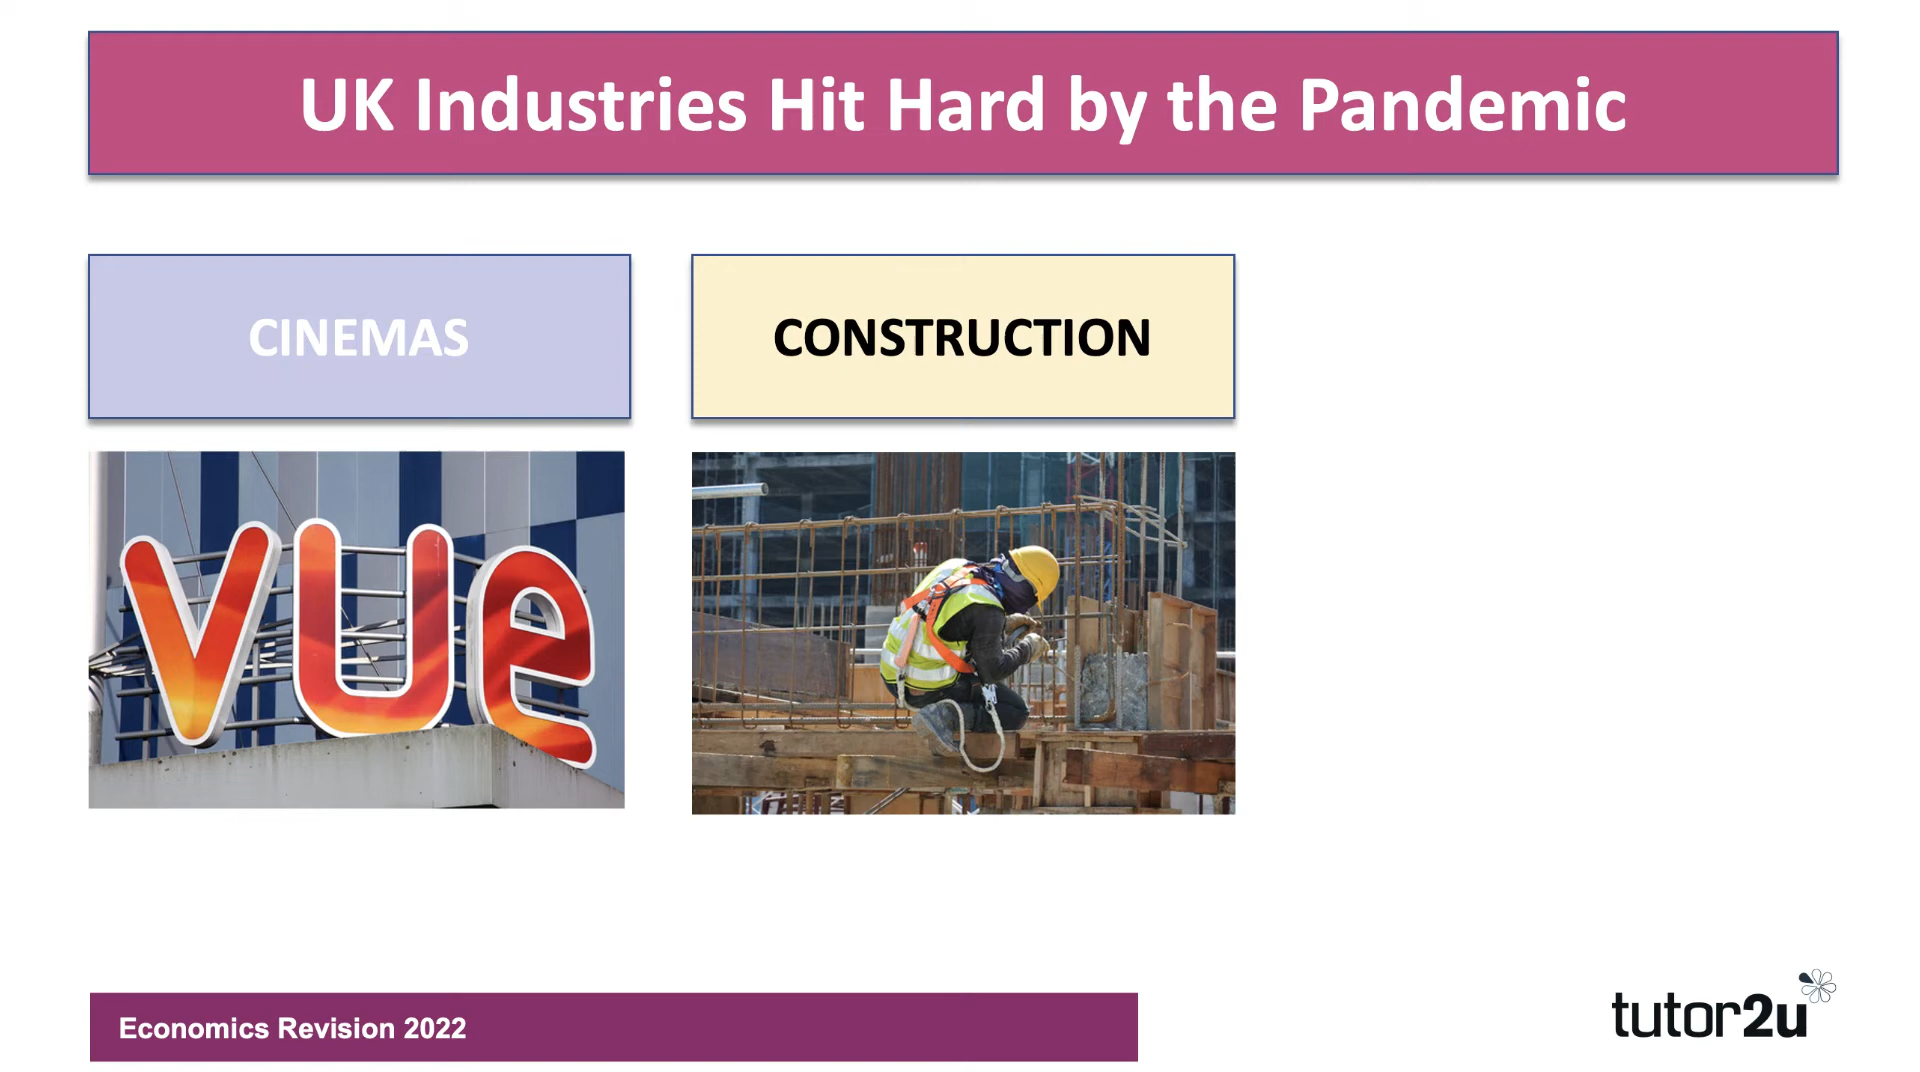 UK Industries Hit Hard by the Pandemic
CINEMAS
CONSTRUCTION
vue
Economics Revision 2022
tutor2u